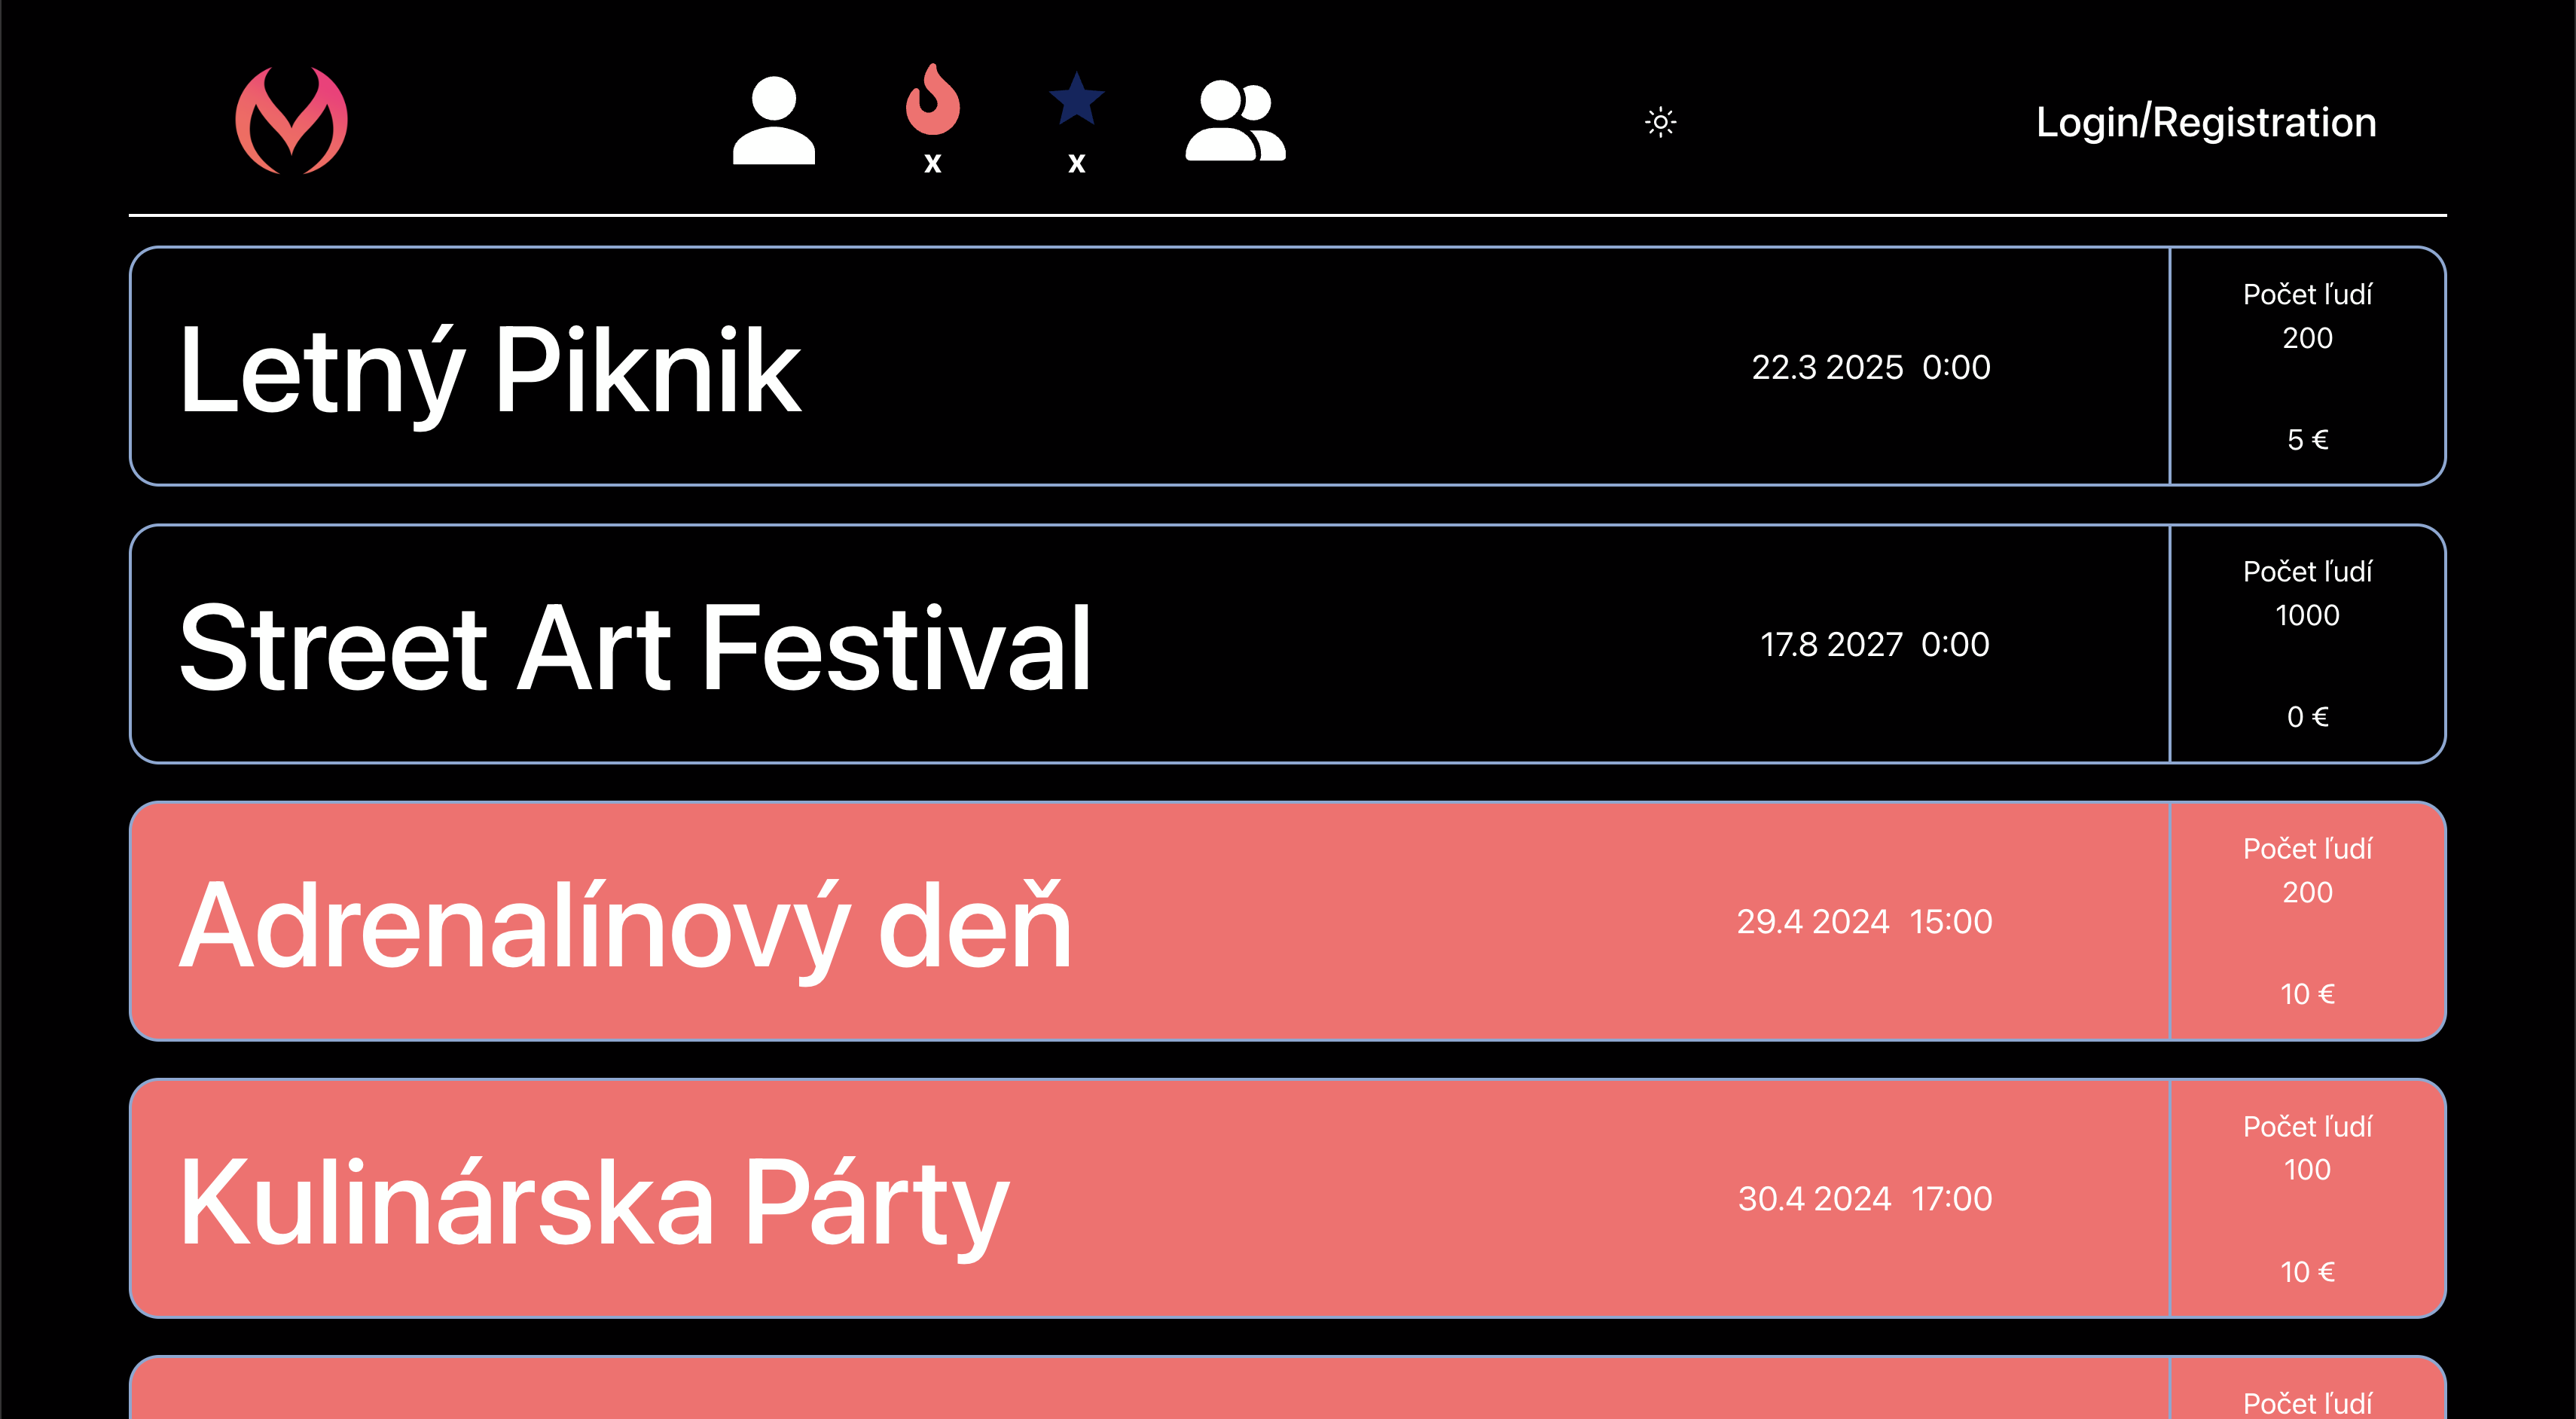 x
x
Login/Registration
Letný Piknik
22.3 2025 0:00
Počet ľudí
200
5 €
Street Art Festival
17.8 2027 0:00
Počet ľudí
1000
0 €
Adrenalínový deň
29.4 2024 15:00
Počet ľudí
200
10 €
Kulinárska Párty
30.4 2024 17:00
Počet ľudí
100
10 €
Počet ľudí